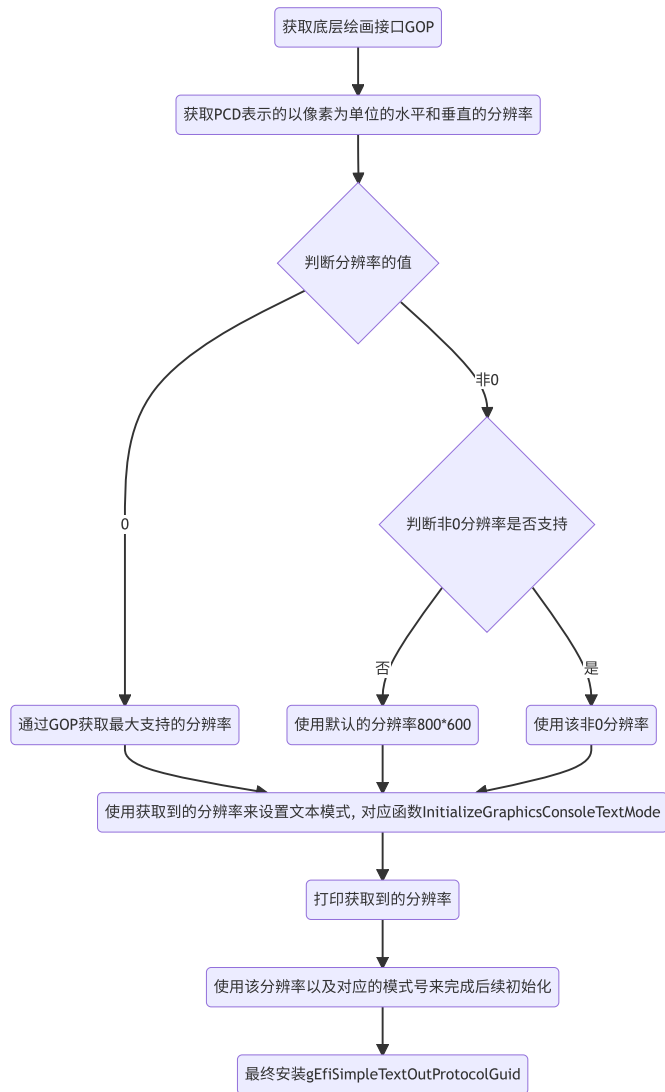 获取底层绘画接口GOP
获取PCD表示的以像素为单位的水平和垂直的分辨率
判断分辨率的值
非0
0
判断非0分辨率是否支持
否
是
通过GOP获取最大支持的分辨率
使用默认的分辨率800*600
使用该非0分辨率
使用获取到的分辨率来设置文本模式, 对应函数InitializeGraphicsConsoleTextMode
打印获取到的分辨率
使用该分辨率以及对应的模式号来完成后续初始化
最终安装gEfiSimpleTextOutProtocolGuid